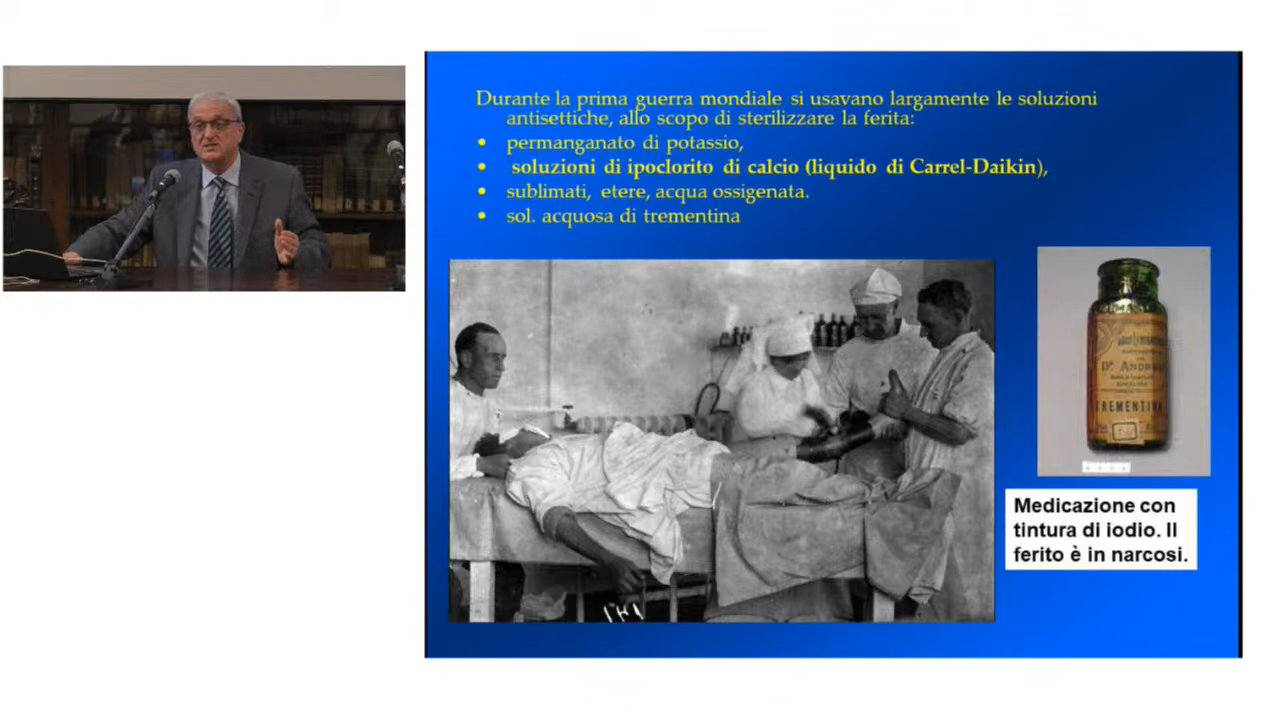 Durante la prima guerra mondiale si usavano largamente le soluzioni
antisettiche, allo scopo di sterilizzare la ferita:
• permanganato di potassio,
• soluzioni di ipoclorito di calcio (liquido di Carrel-Daikin),
• sublimati, etere, acqua ossigenata.
• sol. acquosa di trementina
TREMENTINA
Medicazione con
tintura di iodio. Il
ferito è in narcosi.